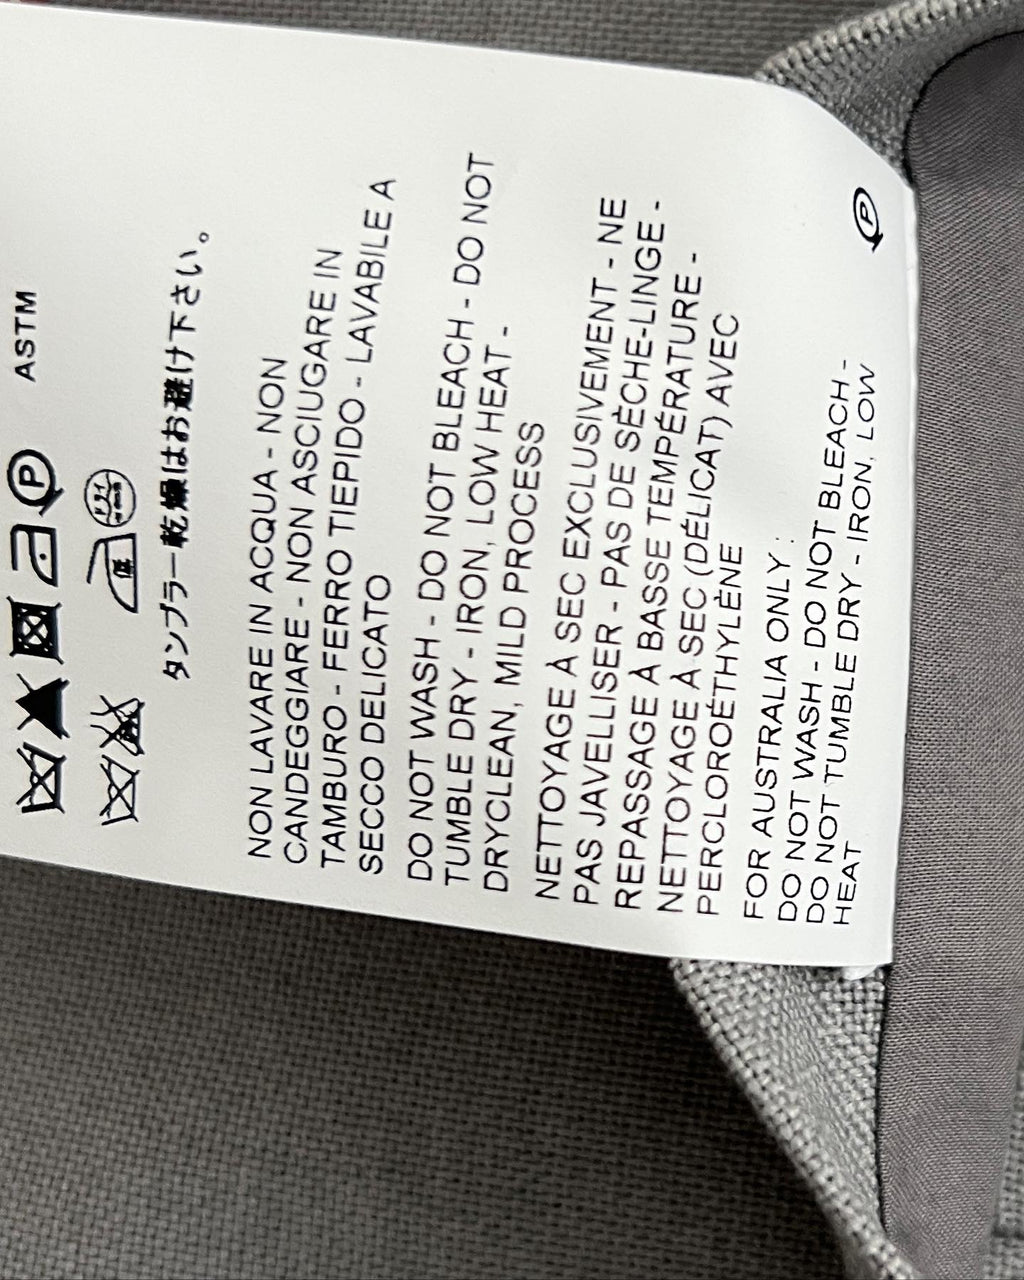 P ASTM
低 ドライ
タンブラー乾燥はお避け下さい。
NON LAVARE IN ACQUA - NON
CANDEGGIARE - NON ASCIUGARE IN
TAMBURO - FERRO TIEPIDO - LAVABILE A
SECCO DELICATO
DO NOT WASH - DO NOT BLEACH - DO NOT
TUMBLE DRY - IRON, LOW HEAT -
DRYCLEAN, MILD PROCESS
NETTOYAGE À SEC EXCLUSIVEMENT - NE
PAS JAVELLISER - PAS DE SÈCHE-LINGE -
REPASSAGE À BASSE TEMPÉRATURE -
NETTOYAGE À SEC (DÉLICAT) AVEC
PERCLOROÉTHYLÈNE
FOR AUSTRALIA ONLY :
DO NOT WASH - DO NOT BLEACH -
DO NOT TUMBLE DRY - IRON, LOW
HEAT
P